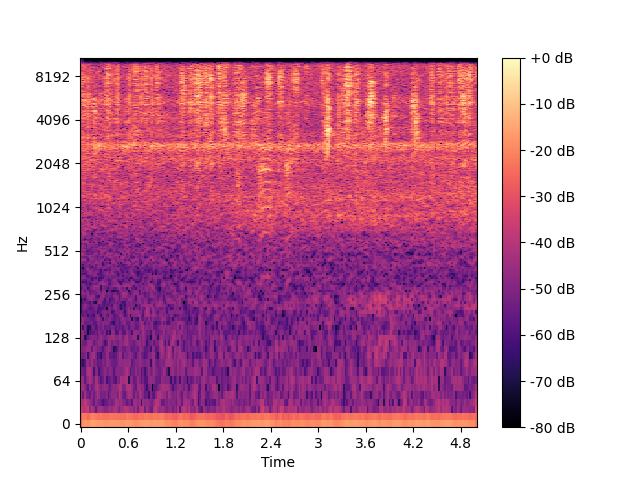 8192
4096
2048
1024
512
256
128
64
0
Hz
0 0.6 1.2 1.8 2.4 3 3.6 4.2 4.8
Time
+0 dB
-10 dB
-20 dB
-30 dB
-40 dB
-50 dB
-60 dB
-70 dB
-80 dB